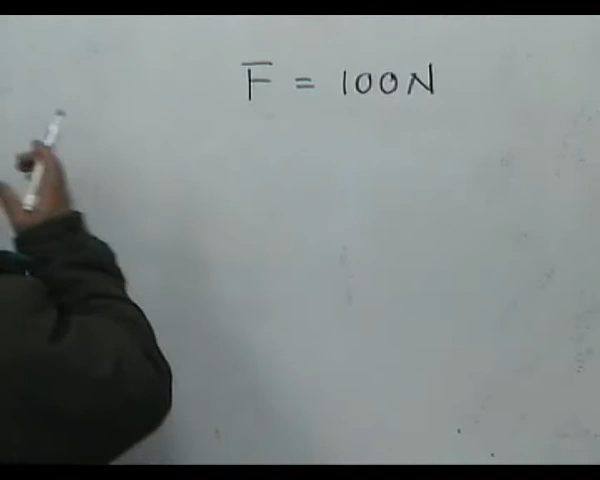 F̅ = 100N